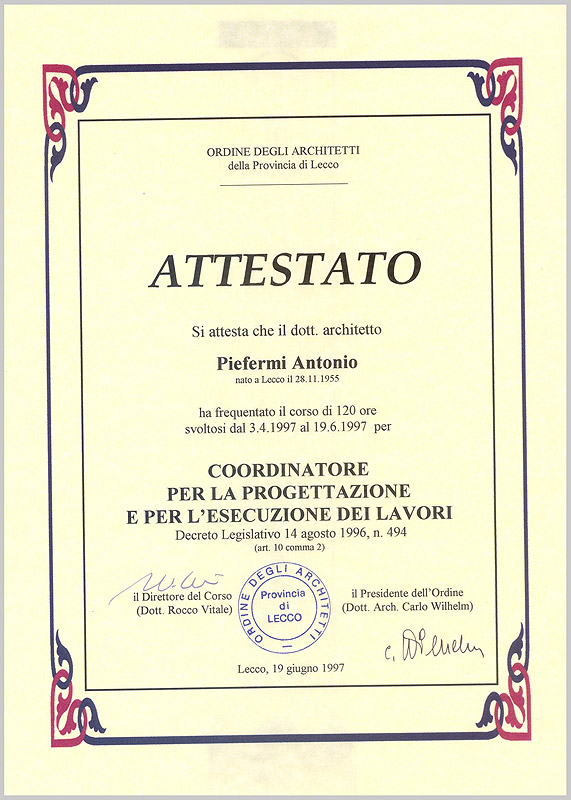 ORDINE DEGLI ARCHITETTI
della Provincia di Lecco
ATTESTATO
Si attesta che il dott. architetto
Piefermi Antonio
nato a Lecco il 28.11.1955
ha frequentato il corso di 120 ore
svoltosi dal 3.4.1997 al 19.6.1997 per
COORDINATORE
PER LA PROGETTAZIONE
E PER L'ESECUZIONE DEI LAVORI
Decreto Legislativo 14 agosto 1996, n. 494
(art. 10 comma 2)
il Direttore del Corso
(Dott. Rocco Vitale)
ORDINE DEGLI ARCHITETTI
Provincia
di
LECCO
il Presidente dell'Ordine
(Dott. Arch. Carlo Wilhelm)
C. Wilhelm
Lecco, 19 giugno 1997